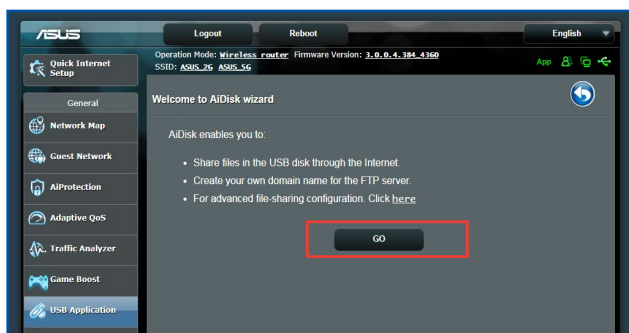 ASUS
Logout
Reboot
English
Quick Internet
Setup
Operation Mode: Wireless router Firmware Version: 3.0.0.4.384_4360
SSID: ASUS_2G ASUS_5G
App
General
Welcome to AiDisk wizard
Network Map
AiDisk enables you to:
Guest Network
• Share files in the USB disk through the Internet.
• Create your own domain name for the FTP server.
AiProtection
• For advanced file-sharing configuration. Click here
Adaptive QoS
GO
Traffic Analyzer
Game Boost
USB Application